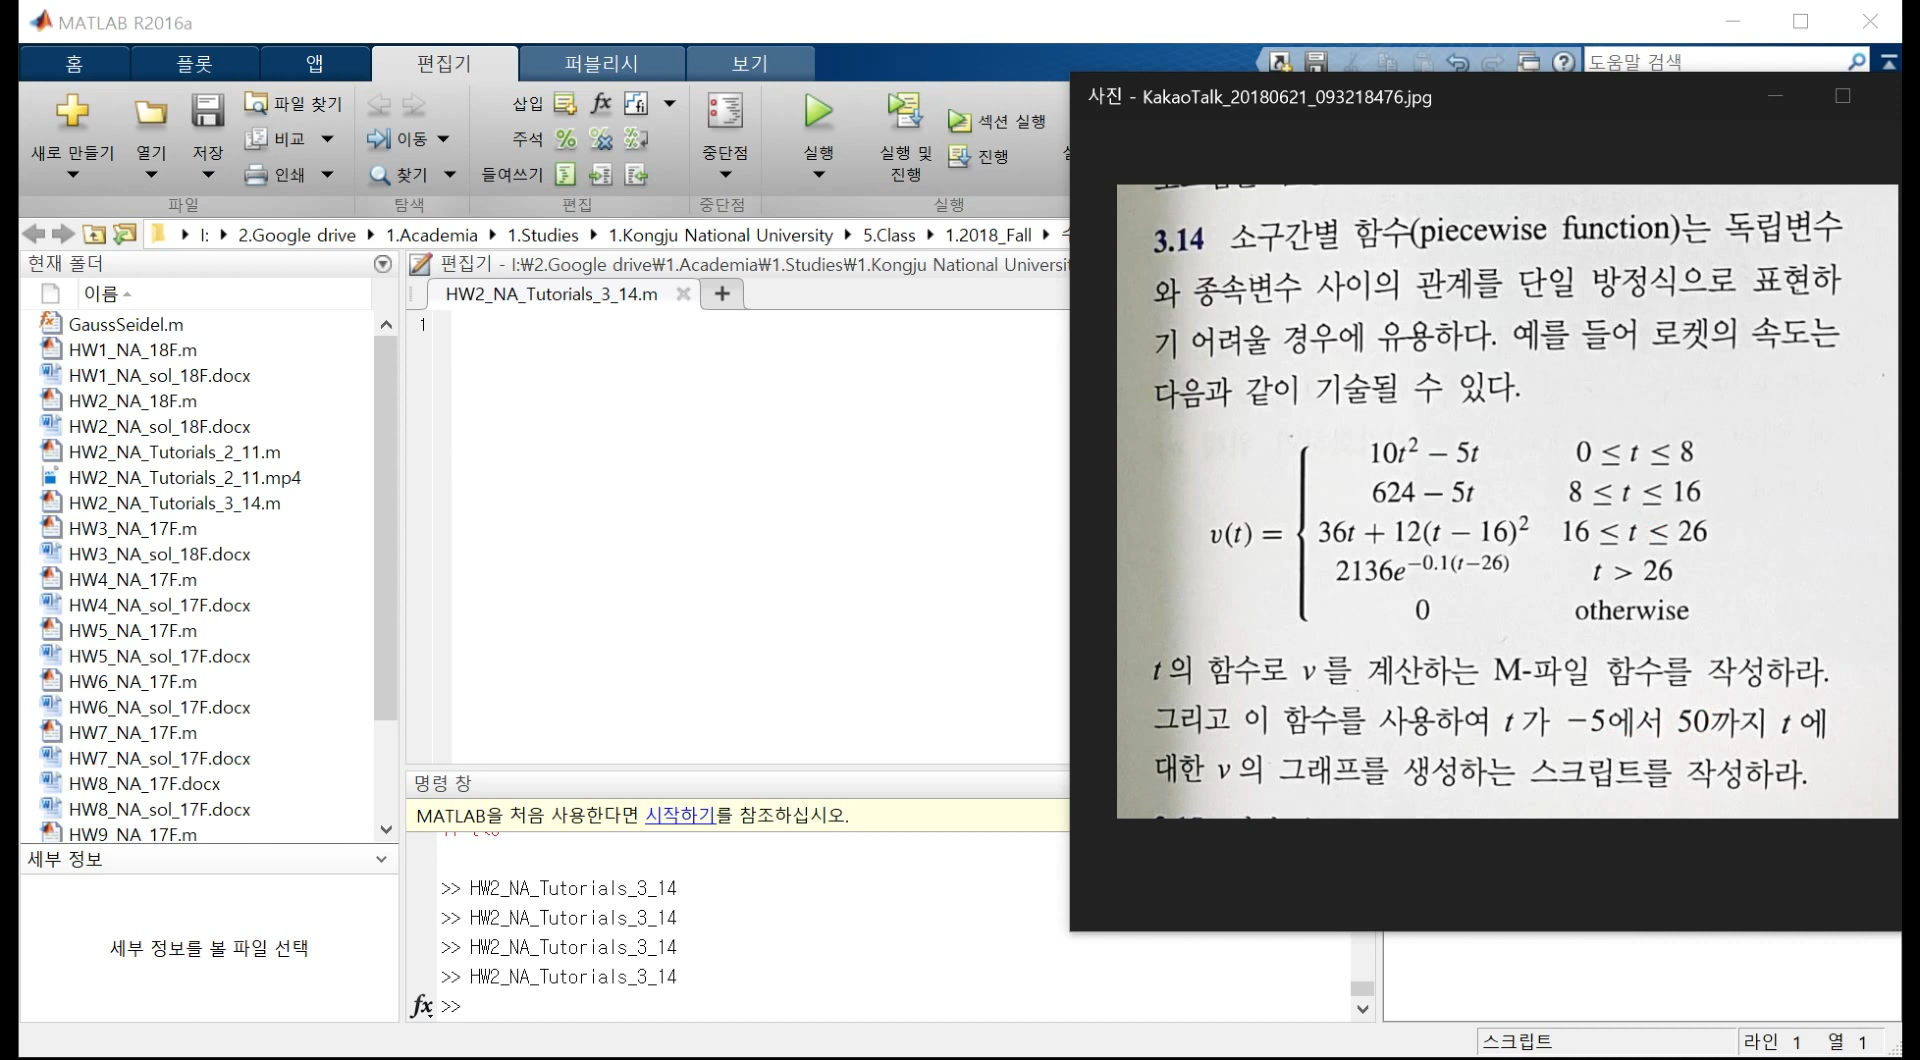 MATLAB R2016a
홈 플롯 앱 편집기 퍼블리시 보기
도움말 검색
새로 만들기 열기 저장 파일 찾기 비교 인쇄
파일
이동 찾기
탐색
삽입 fx
주석
들여쓰기
편집
중단점
중단점
실행 실행 및 진행 섹션 실행 진행
실행
I: 2.Google drive 1.Academia 1.Studies 1.Kongju National University 5.Class 1.2018_Fall
현재 폴더
이름
GaussSeidel.m
HW1_NA_18F.m
HW1_NA_sol_18F.docx
HW2_NA_18F.m
HW2_NA_sol_18F.docx
HW2_NA_Tutorials_2_11.m
HW2_NA_Tutorials_2_11.mp4
HW2_NA_Tutorials_3_14.m
HW3_NA_17F.m
HW3_NA_sol_18F.docx
HW4_NA_17F.m
HW4_NA_sol_17F.docx
HW5_NA_17F.m
HW5_NA_sol_17F.docx
HW6_NA_17F.m
HW6_NA_sol_17F.docx
HW7_NA_17F.m
HW7_NA_sol_17F.docx
HW8_NA_17F.docx
HW8_NA_sol_17F.docx
HW9_NA_17F.m
세부 정보
세부 정보를 볼 파일 선택
편집기 - I:₩2.Google drive₩1.Academia₩1.Studies₩1.Kongju National Universi
HW2_NA_Tutorials_3_14.m
1
명령 창
MATLAB을 처음 사용한다면 시작하기를 참조하십시오.
>> HW2_NA_Tutorials_3_14
>> HW2_NA_Tutorials_3_14
>> HW2_NA_Tutorials_3_14
>> HW2_NA_Tutorials_3_14
fx >>
사진 - KakaoTalk_20180621_093218476.jpg
3.14 소구간별 함수(piecewise function)는 독립변수
와 종속변수 사이의 관계를 단일 방정식으로 표현하
기 어려울 경우에 유용하다. 예를 들어 로켓의 속도는
다음과 같이 기술될 수 있다.
10t² − 5t 0 ≤ t ≤ 8
624 − 5t 8 ≤ t ≤ 16
v(t) = { 36t + 12(t − 16)² 16 ≤ t ≤ 26
2136e^−0.1(t−26) t > 26
0 otherwise
t의 함수로 v를 계산하는 M-파일 함수를 작성하라.
그리고 이 함수를 사용하여 t가 −5에서 50까지 t에
대한 v의 그래프를 생성하는 스크립트를 작성하라.
스크립트 라인 1 열 1